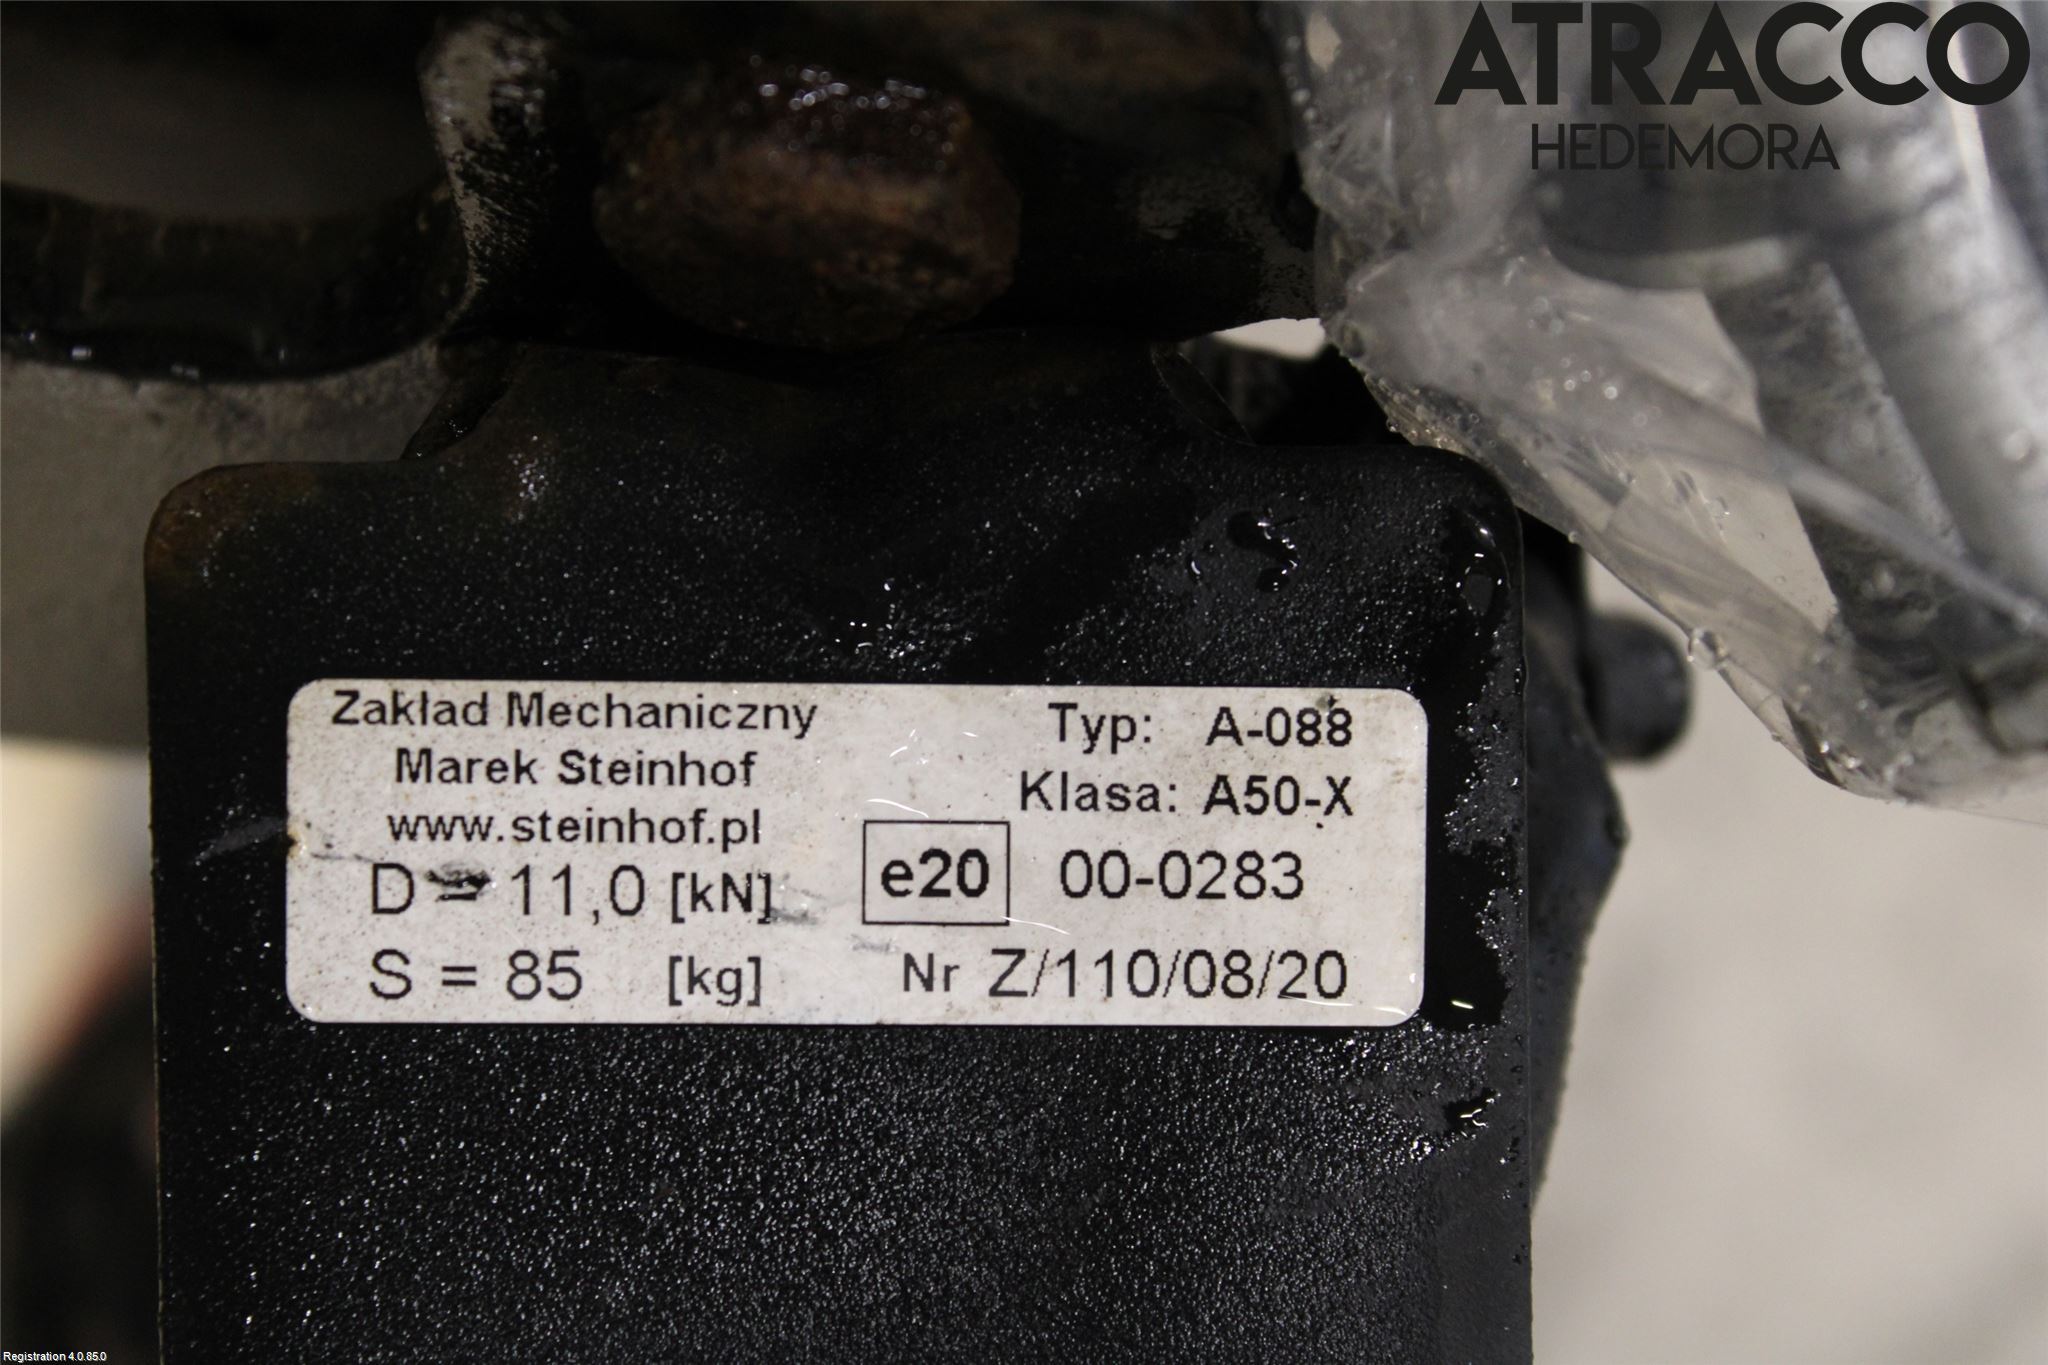 ATRACCO
HEDEMORA
Zakład Mechaniczny
Marek Steinhof
www.steinhof.pl
D = 11,0 [kN]
S = 85 [kg]
Typ: A-088
Klasa: A50-X
e20 00-0283
Nr Z/110/08/20
Registration 4.0.85.0